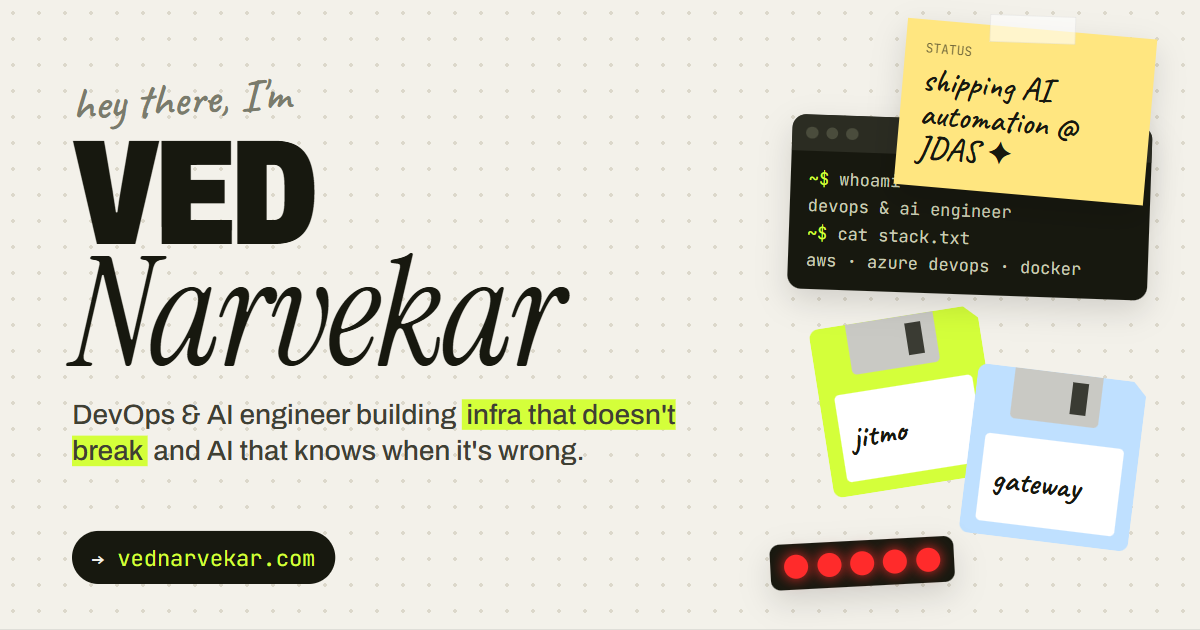 hey there, I'm
VED
Narvekar
DevOps & AI engineer building infra that doesn't
break and AI that knows when it's wrong.
→ vednarvekar.com
STATUS
shipping AI
automation @
JDAS ✦
~$ whoami
devops & ai engineer
~$ cat stack.txt
aws · azure devops · docker
jitmo
gateway